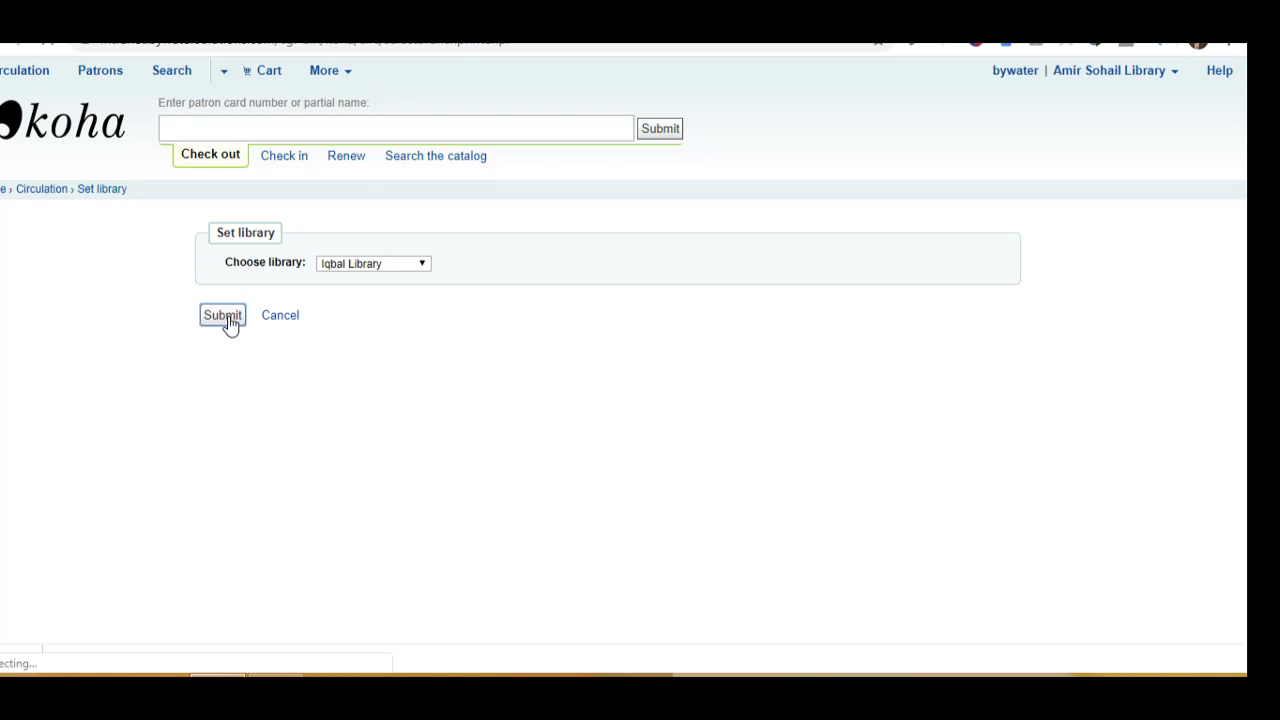 rculation Patrons Search Cart More bywater | Amir Sohail Library Help
koha
Enter patron card number or partial name:
Submit
Check out Check in Renew Search the catalog
e › Circulation › Set library
Set library
Choose library: Iqbal Library
Submit Cancel
ecting...